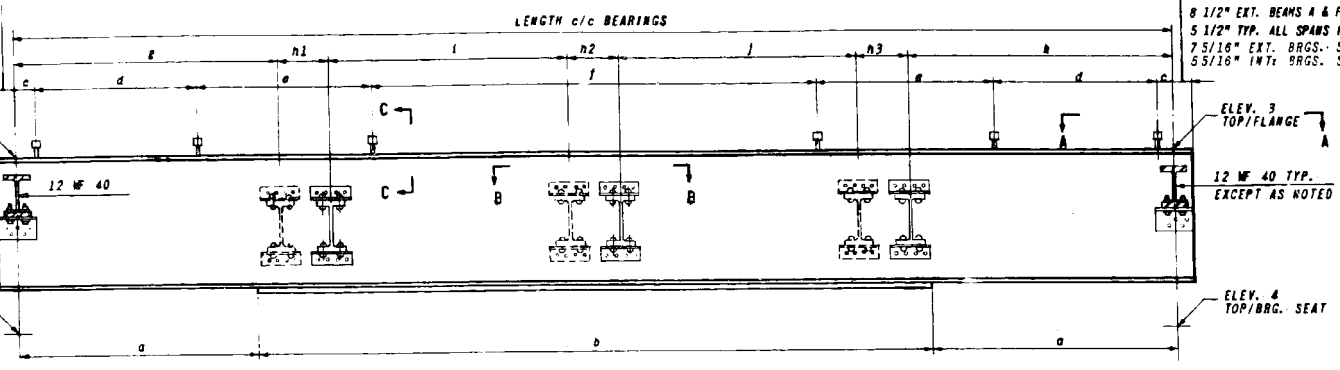 8 1/2" EXT. BEAMS A &
5 1/2" TYP. ALL SPANS
7 5/16" EXT. BRGS.
5 5/16" INT. BRGS.
LENGTH c/c BEARINGS
g h1 i h2 j h3 k
c d e f e d c
C
ELEV. 3
TOP/FLANGE
A A
12 WF 40
C
B B
12 WF 40 TYP.
EXCEPT AS NOTED
ELEV. 4
TOP/BRG. SEAT
a b a